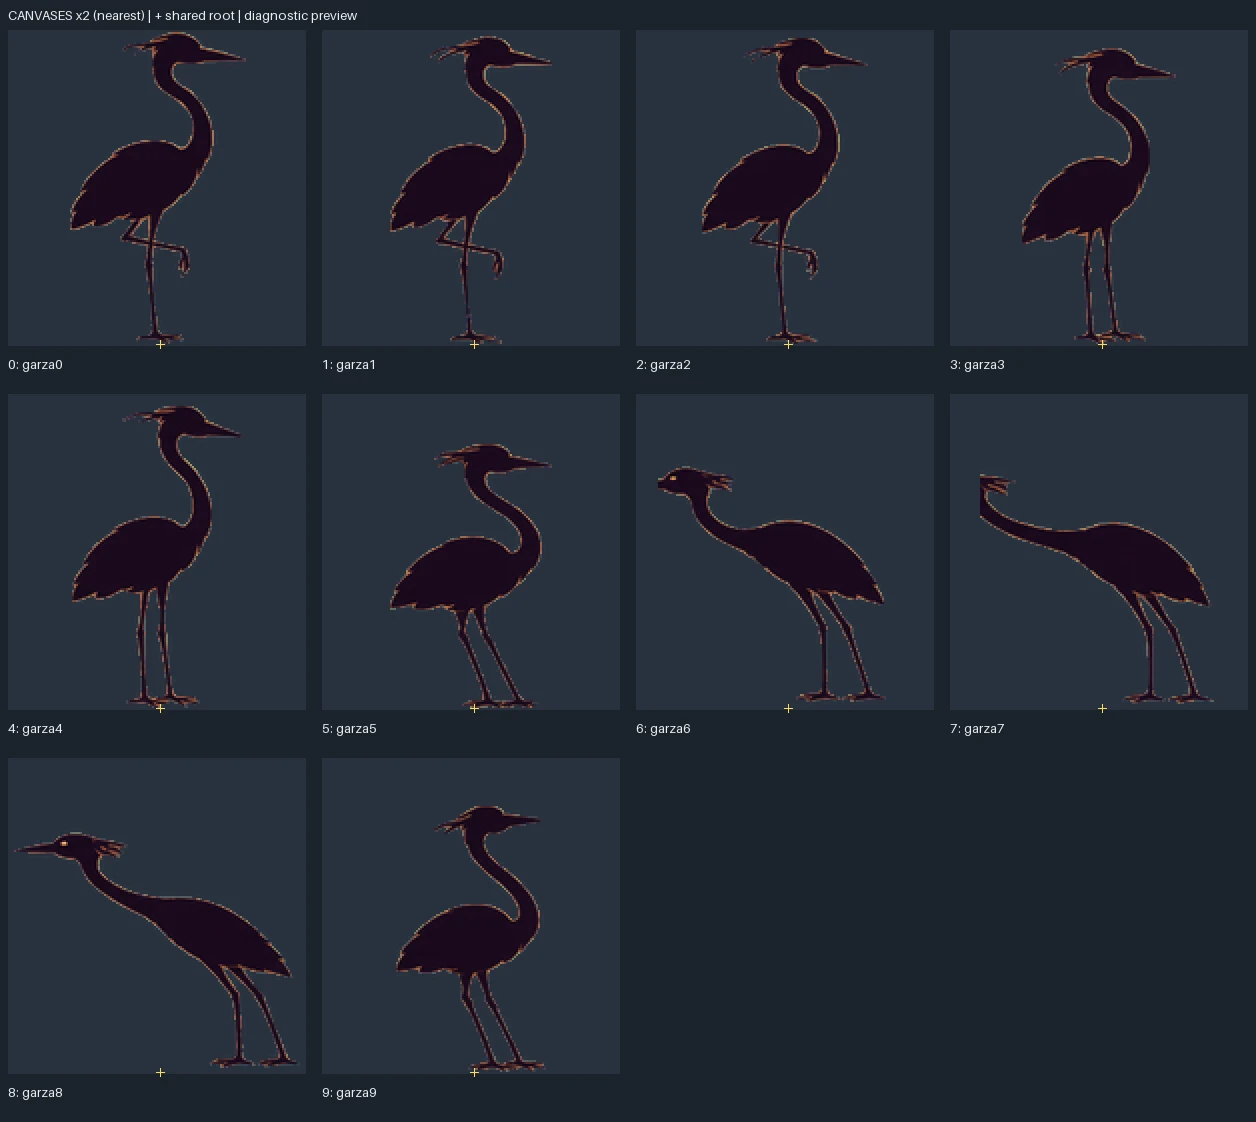 CANVASES x2 (nearest) | + shared root | diagnostic preview
0: garza0
1: garza1
2: garza2
3: garza3
4: garza4
5: garza5
6: garza6
7: garza7
8: garza8
9: garza9